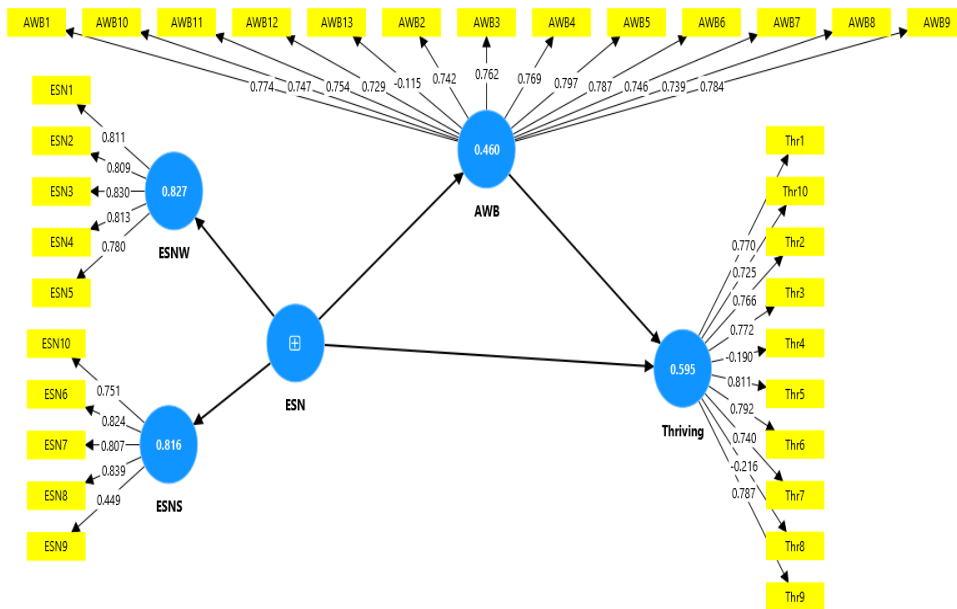 AWB1 AWB10 AWB11 AWB12 AWB13 AWB2 AWB3 AWB4 AWB5 AWB6 AWB7 AWB8 AWB9
0.774 0.747 0.754 0.729 -0.115 0.742 0.762 0.769 0.797 0.787 0.746 0.739 0.784
0.460
AWB
ESN1
ESN2
ESN3
ESN4
ESN5
0.811
0.809
0.830
0.813
0.780
0.827
ESNW
ESN10
ESN6
ESN7
ESN8
ESN9
0.751
0.824
0.807
0.839
0.449
0.816
ESNS
ESN
0.595
Thriving
0.770
0.725
0.766
0.772
-0.190
0.811
0.792
0.740
-0.216
0.787
Thr1
Thr10
Thr2
Thr3
Thr4
Thr5
Thr6
Thr7
Thr8
Thr9